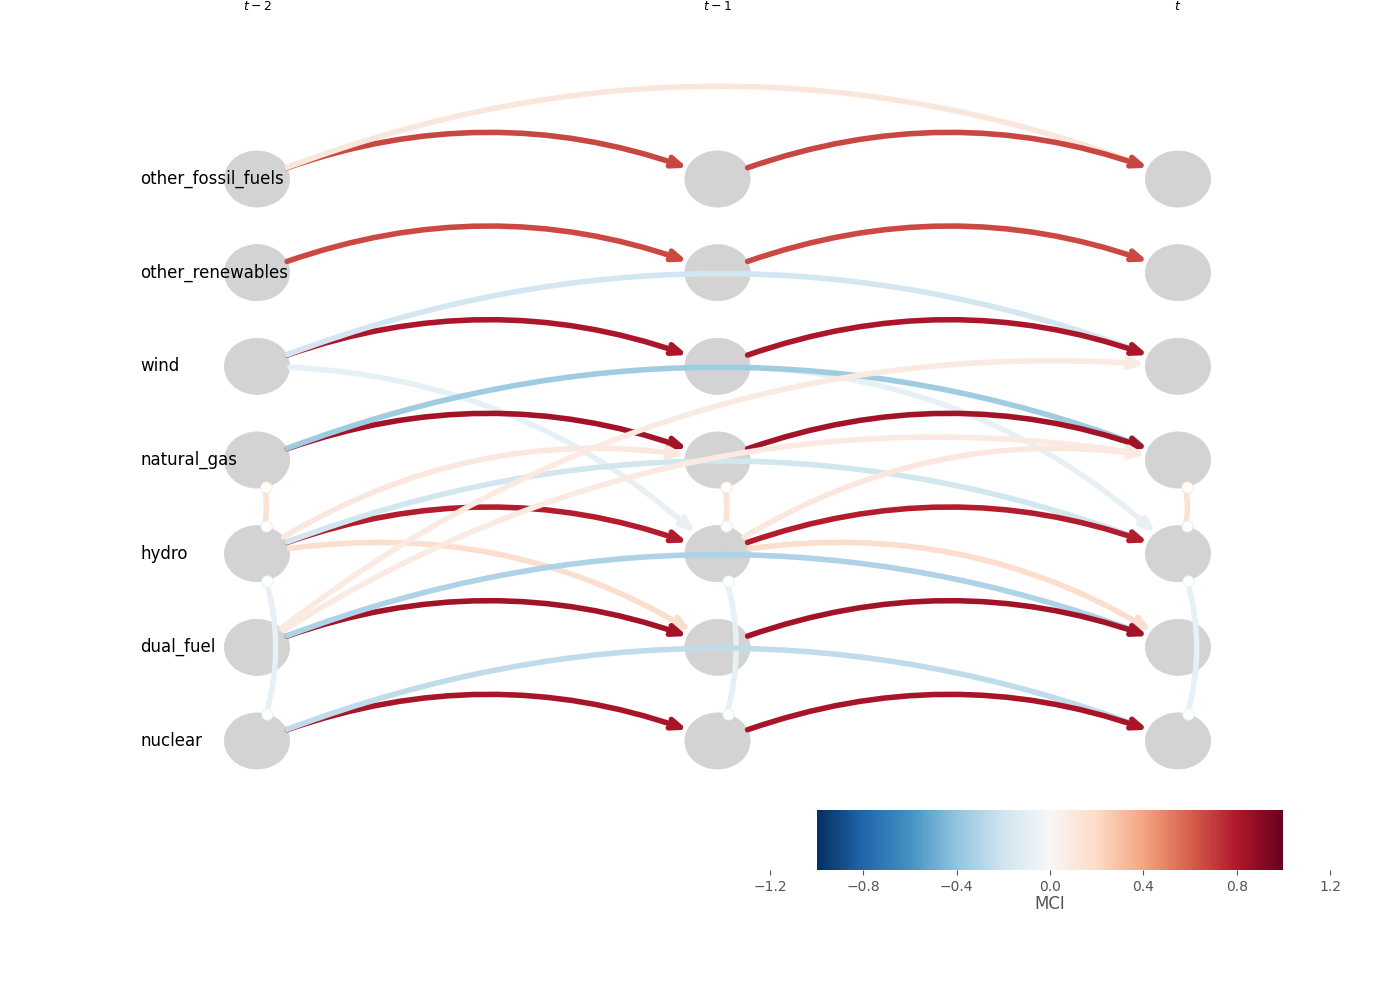 t − 2 t − 1 t
other_fossil_fuels
other_renewables
wind
natural_gas
hydro
dual_fuel
nuclear
−1.2 −0.8 −0.4 0.0 0.4 0.8 1.2
MCI